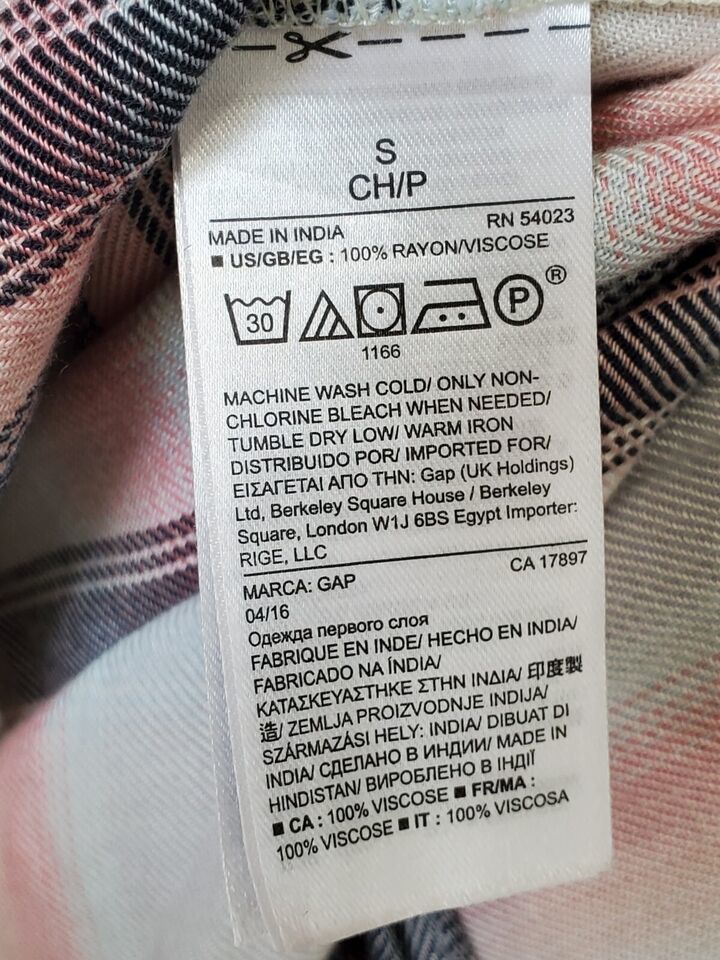 S
CH/P
MADE IN INDIA RN 54023
■ US/GB/EG : 100% RAYON/VISCOSE
30 P ®
1166
MACHINE WASH COLD/ ONLY NON-
CHLORINE BLEACH WHEN NEEDED/
TUMBLE DRY LOW/ WARM IRON
DISTRIBUIDO POR/ IMPORTED FOR/
ΕΙΣΑΓΕΤΑΙ ΑΠΟ ΤΗΝ: Gap (UK Holdings)
Ltd, Berkeley Square House / Berkeley
Square, London W1J 6BS Egypt Importer:
RIGE, LLC
MARCA: GAP CA 17897
04/16
Одежда первого слоя
FABRIQUE EN INDE/ HECHO EN INDIA/
FABRICADO NA ÍNDIA/
ΚΑΤΑΣΚΕΥΑΣΤΗΚΕ ΣΤΗΝ ΙΝΔΙΑ/ 印度製
造/ ZEMLJA PROIZVODNJE INDIJA/
SZÁRMAZÁSI HELY: INDIA/ DIBUAT DI
INDIA/ СДЕЛАНО В ИНДИИ/ MADE IN
HINDISTAN/ ВИРОБЛЕНО В ІНДІЇ
■ CA : 100% VISCOSE ■ FR/MA :
100% VISCOSE ■ IT : 100% VISCOSA